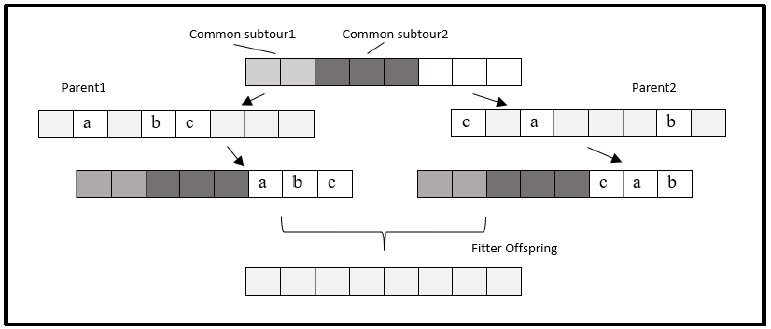 Common subtour1 Common subtour2
Parent1 Parent2
a b c c a b
a b c c a b
Fitter Offspring